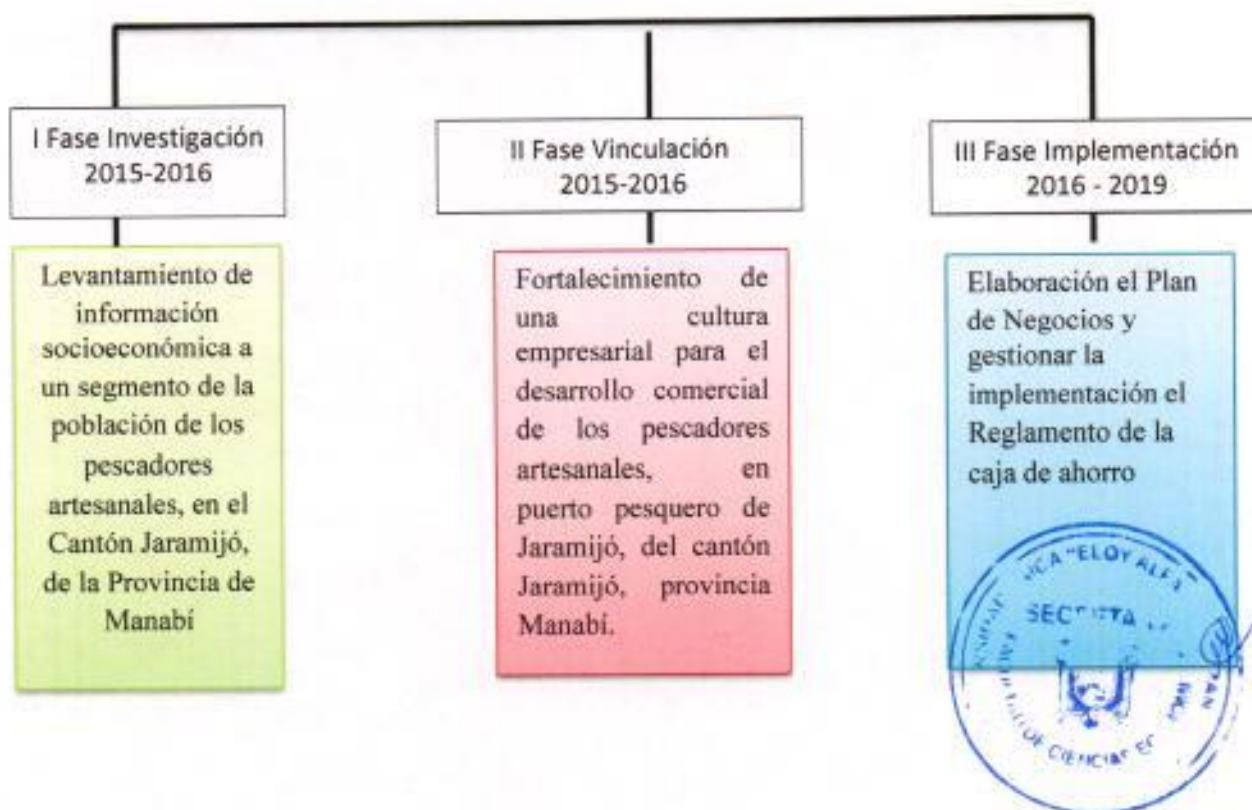 I Fase Investigación
2015-2016
Levantamiento de
información
socioeconómica a
un segmento de la
población de los
pescadores
artesanales, en el
Cantón Jaramijó,
de la Provincia de
Manabí
II Fase Vinculación
2015-2016
Fortalecimiento de
una cultura
empresarial para el
desarrollo comercial
de los pescadores
artesanales, en
puerto pesquero de
Jaramijó, del cantón
Jaramijó, provincia
Manabí.
III Fase Implementación
2016 - 2019
Elaboración el Plan
de Negocios y
gestionar la
implementación el
Reglamento de la
caja de ahorro
"ELOY
DE CIENCIAS